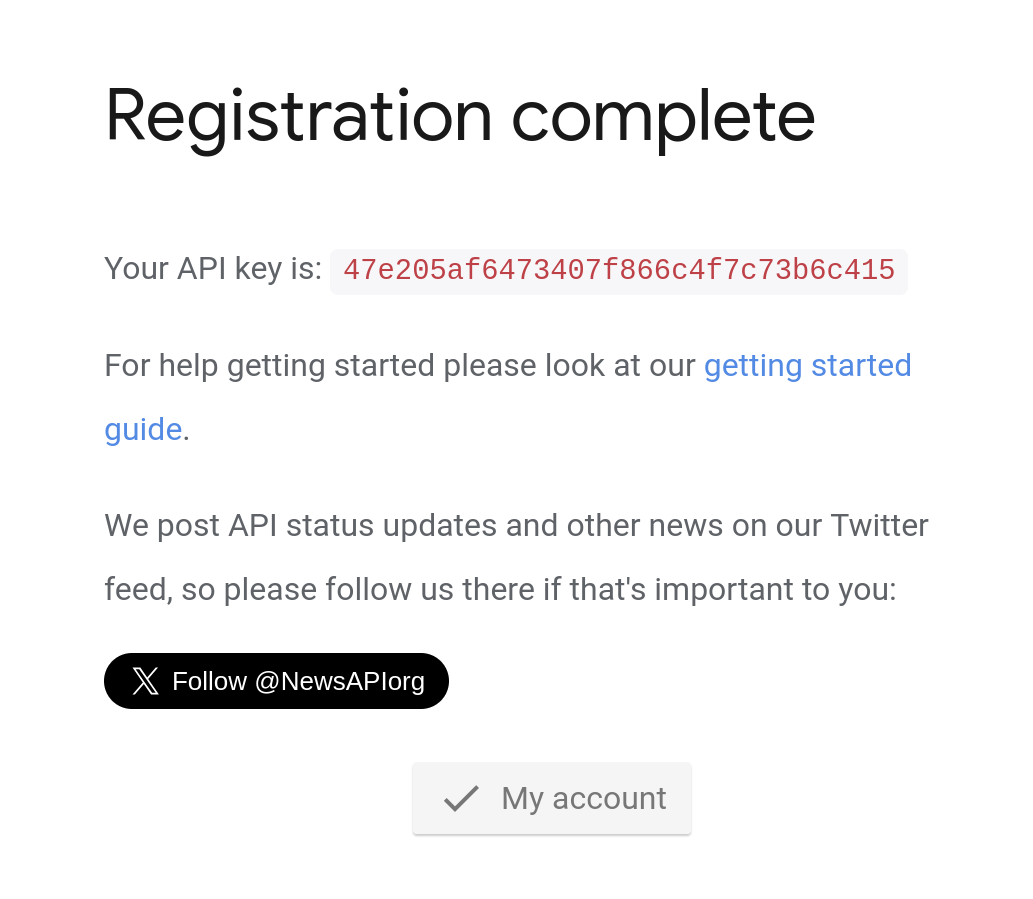 Registration complete
Your API key is: 47e205af6473407f866c4f7c73b6c415
For help getting started please look at our getting started
guide.
We post API status updates and other news on our Twitter
feed, so please follow us there if that's important to you:
Follow @NewsAPIorg
My account